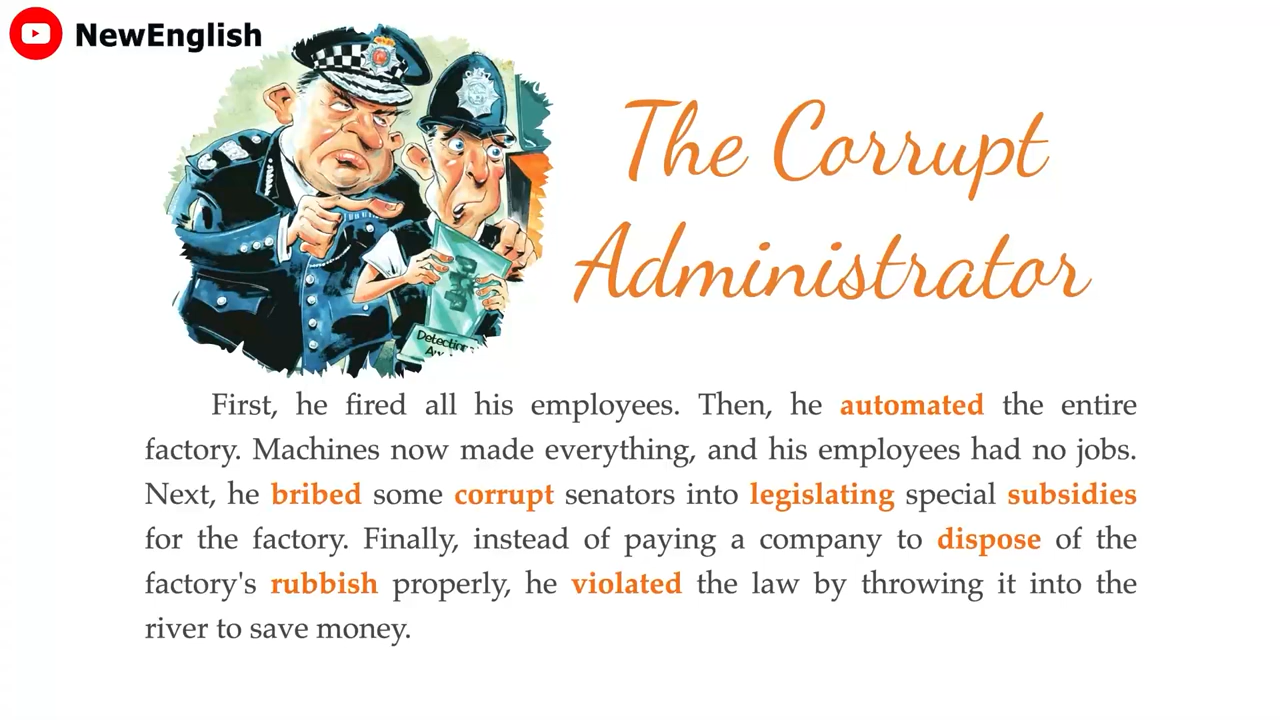 NewEnglish
The Corrupt
Administrator
First, he fired all his employees. Then, he automated the entire
factory. Machines now made everything, and his employees had no jobs.
Next, he bribed some corrupt senators into legislating special subsidies
for the factory. Finally, instead of paying a company to dispose of the
factory's rubbish properly, he violated the law by throwing it into the
river to save money.